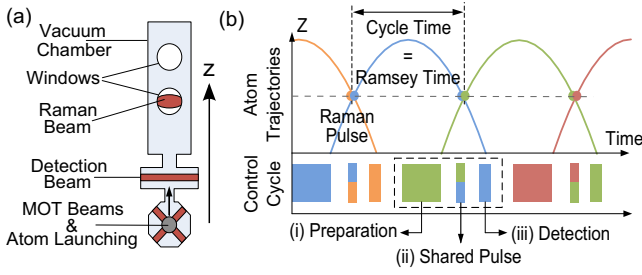 (a)
Vacuum
Chamber
Windows
Raman
Beam
Detection
Beam
MOT Beams
&
Atom Launching
Z
(b)
Z
Cycle Time
=
Ramsey Time
Atom
Trajectories
Raman
Pulse
Time
Control
Cycle
(i) Preparation
(ii) Shared Pulse
(iii) Detection